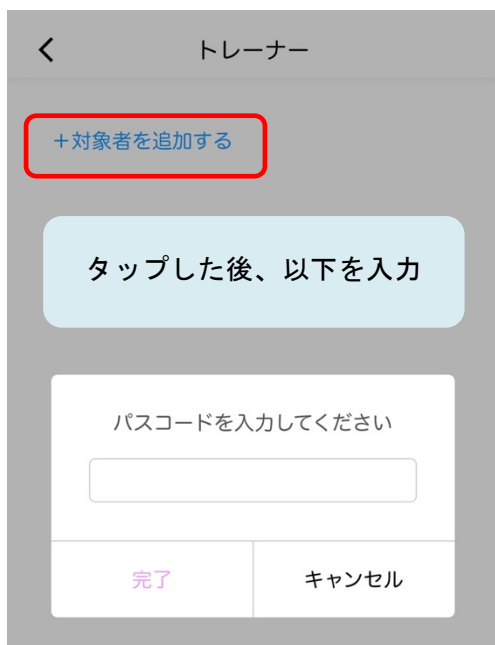 トレーナー
＋対象者を追加する
タップした後、以下を入力
パスコードを入力してください
完了
キャンセル